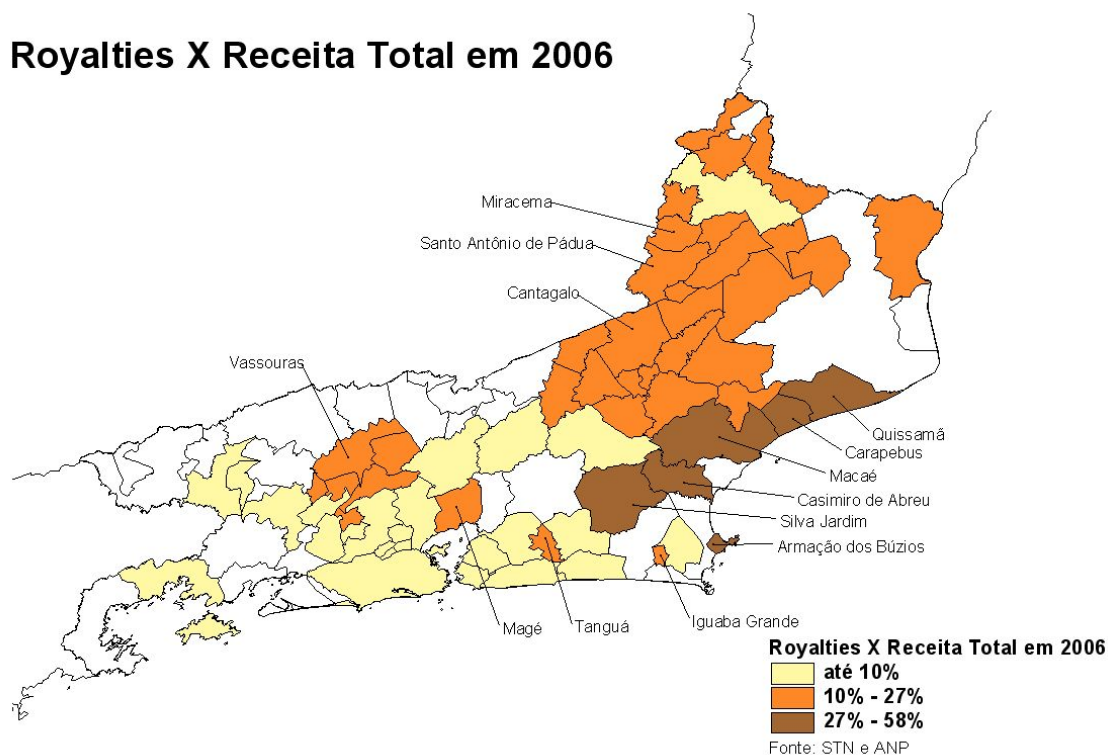 Royalties X Receita Total em 2006
Miracema
Santo Antônio de Pádua
Cantagalo
Vassouras
Quissamã
Carapebus
Macaé
Casimiro de Abreu
Silva Jardim
Armação dos Búzios
Iguaba Grande
Magé
Tanguá
Royalties X Receita Total em 2006
até 10%
10% - 27%
27% - 58%
Fonte: STN e ANP